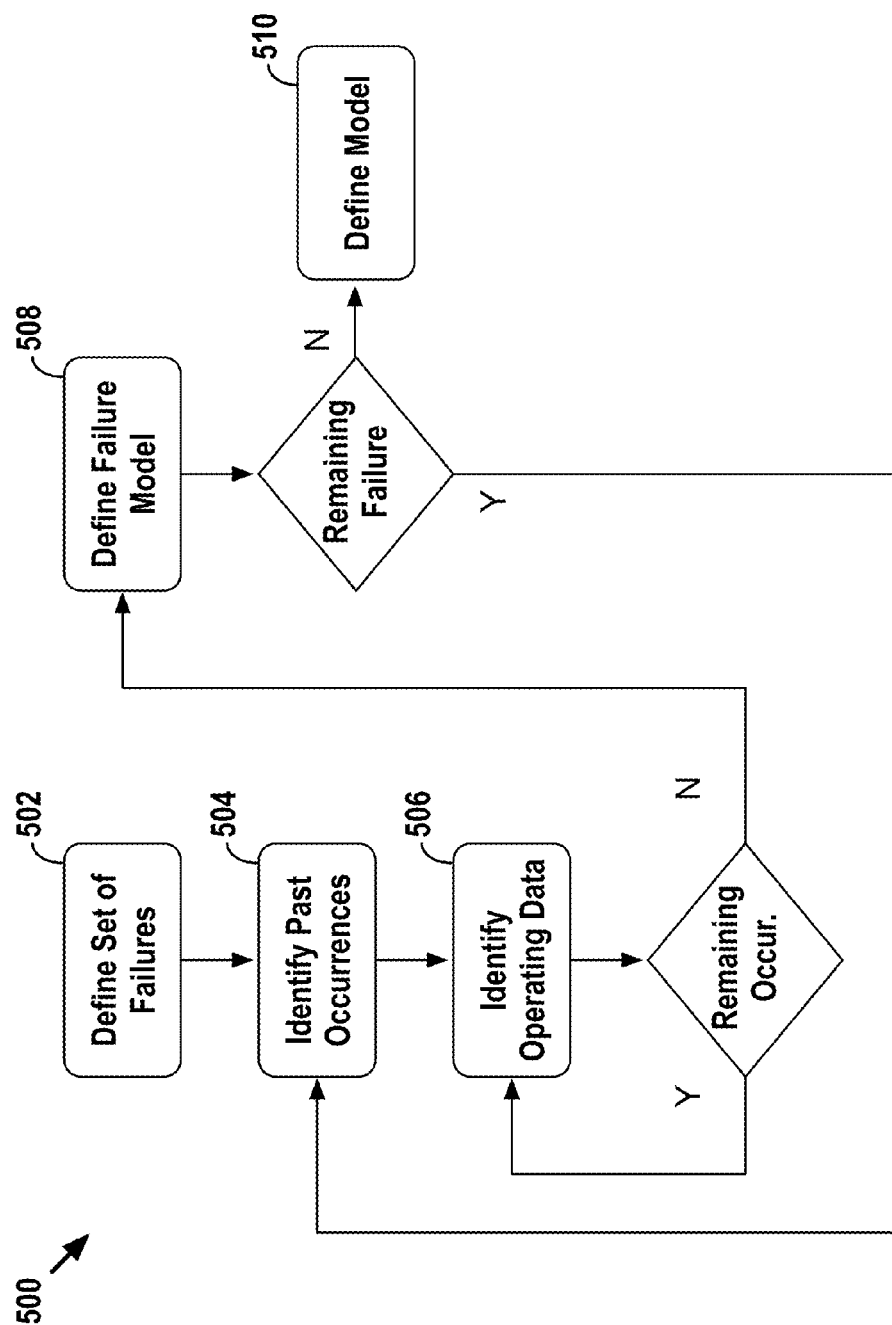 500
502
Define Set of
Failures
504
Identify Past
Occurrences
506
Identify
Operating Data
Remaining
Occur.
Y
N
508
Define Failure
Model
Remaining
Failure
Y
N
510
Define Model